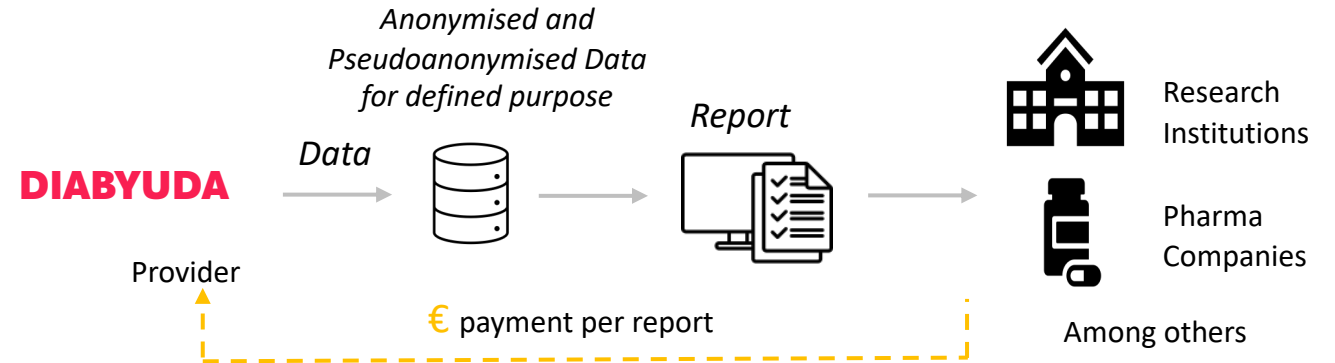 Anonymised and
Pseudoanonymised Data
for defined purpose
Report
Data
DIABYUDA
Provider
€ payment per report
Research
Institutions
Pharma
Companies
Among others